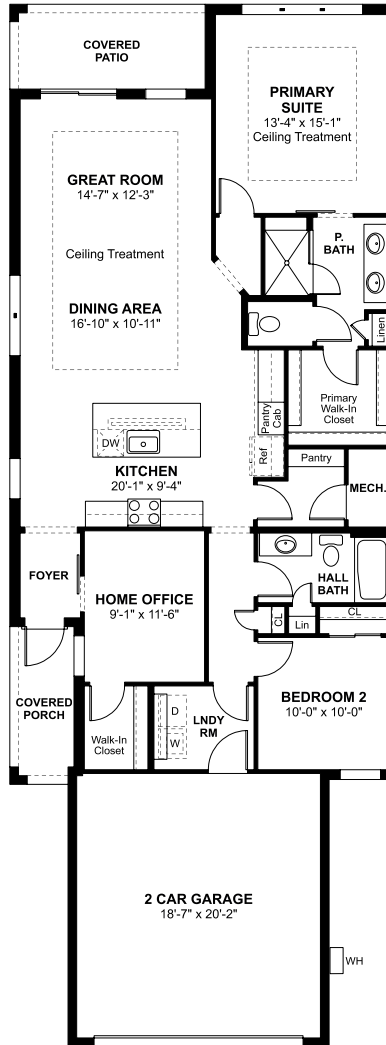 COVERED
PATIO
PRIMARY
SUITE
13'-4" x 15'-1"
Ceiling Treatment
GREAT ROOM
14'-7" x 12'-3"
Ceiling Treatment
P.
BATH
DINING AREA
16'-10" x 10'-11"
Linen
Primary
Walk-In
Closet
Pantry
Cab
DW
Ref
Pantry
KITCHEN
20'-1" x 9'-4"
MECH.
FOYER
HOME OFFICE
9'-1" x 11'-6"
HALL
BATH
CL
CL
Lin
COVERED
PORCH
BEDROOM 2
10'-0" x 10'-0"
Walk-In
Closet
D
W
LNDY
RM
2 CAR GARAGE
18'-7" x 20'-2"
WH